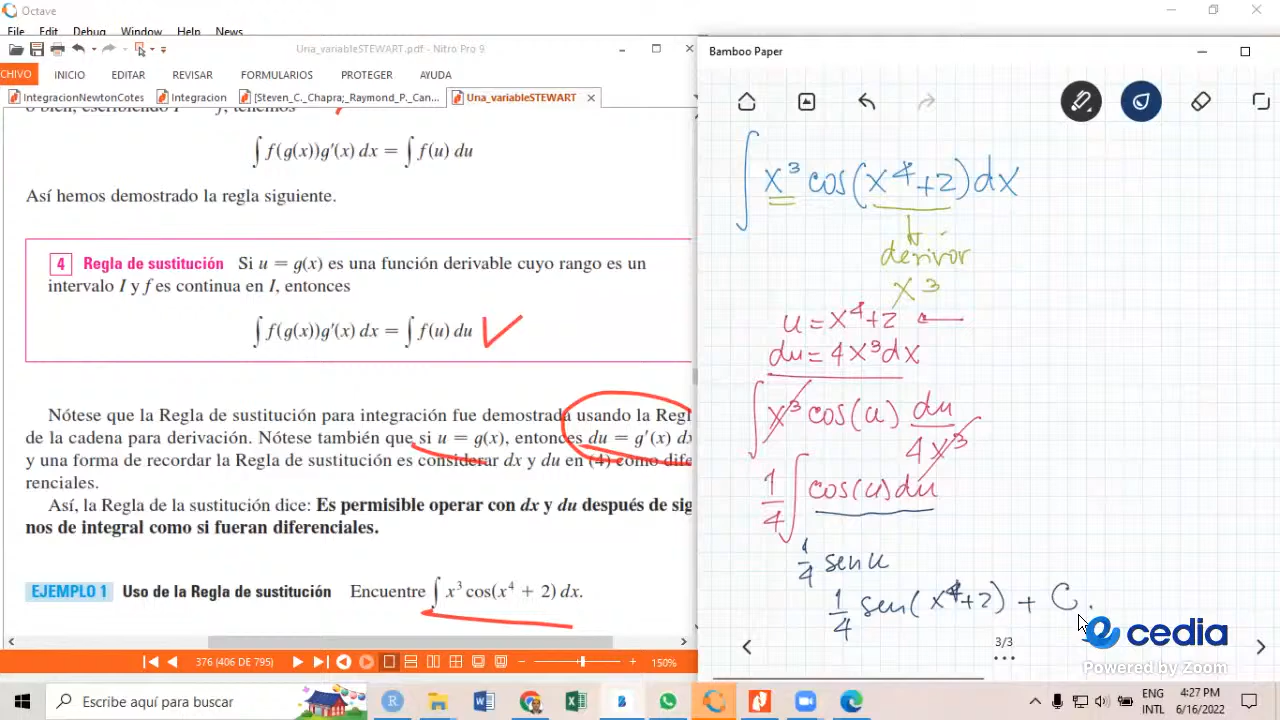 Octave
File Edit Debug Window Help News
Una_variableSTEWART.pdf - Nitro Pro 9
CHIVO INICIO EDITAR REVISAR FORMULARIOS PROTEGER AYUDA
IntegracionNewtonCotes Integracion [Steven_C._Chapra;_Raymond_P._Can... Una_variableSTEWART
∫ f(g(x))g′(x) dx = ∫ f(u) du
Así hemos demostrado la regla siguiente.
4 Regla de sustitución Si u = g(x) es una función derivable cuyo rango es un
intervalo I y f es continua en I, entonces
∫ f(g(x))g′(x) dx = ∫ f(u) du
Nótese que la Regla de sustitución para integración fue demostrada usando la Regl
de la cadena para derivación. Nótese también que si u = g(x), entonces du = g′(x) dx
y una forma de recordar la Regla de sustitución es considerar dx y du en (4) como dife
renciales.
Así, la Regla de la sustitución dice: Es permisible operar con dx y du después de sig
nos de integral como si fueran diferenciales.
EJEMPLO 1 Uso de la Regla de sustitución Encuentre ∫ x³ cos(x⁴ + 2) dx.
376 (406 DE 795) 150%
Bamboo Paper
∫ x³ cos(x⁴+2)dx
derivar
x³
u = x⁴+2
du = 4x³dx
∫ x³ cos(u) du/4x³
1/4 ∫ cos(u)du
1/4 sen u
1/4 sen(x⁴+2) + C.
3/3
cedia
Powered by Zoom
Escribe aquí para buscar
ENG
INTL
4:27 PM
6/16/2022